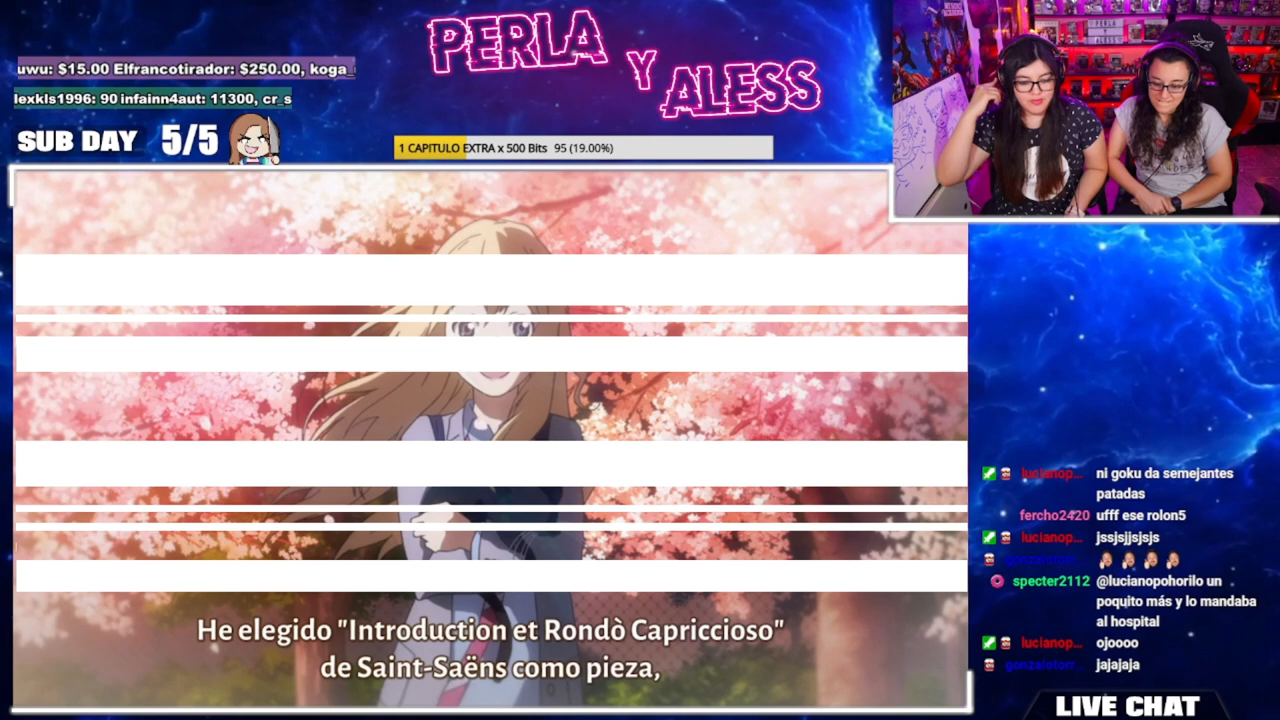 PERLA
Y
ALESS
uwu: $15.00 Elfrancotirador: $250.00, koga_
lexkls1996: 90 infainn4aut: 11300, cr_s
SUB DAY 5/5
1 CAPITULO EXTRA x 500 Bits 95 (19.00%)
He elegido "Introduction et Rondò Capriccioso"
de Saint-Saëns como pieza,
lucianop... ni goku da semejantes
patadas
fercho2420 ufff ese rolon5
lucianop... jssjsjjsjsjs
gonzalotorr...
specter2112 @lucianopohorilo un
poquito más y lo mandaba
al hospital
lucianop... ojoooo
gonzalotorr... jajajaja
LIVE CHAT